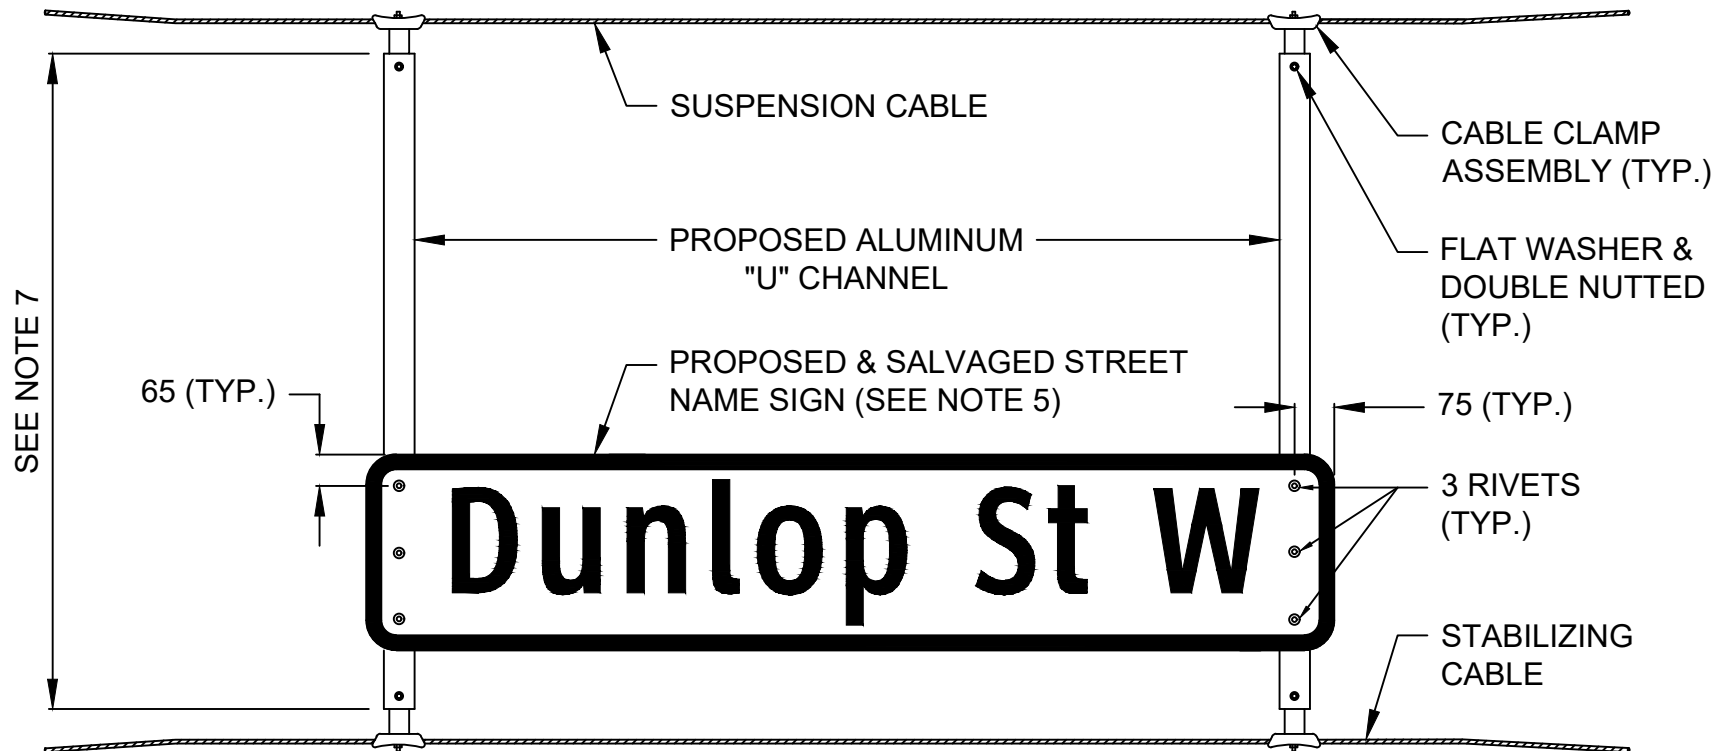 SUSPENSION CABLE
CABLE CLAMP
ASSEMBLY (TYP.)
PROPOSED ALUMINUM
"U" CHANNEL
FLAT WASHER &
DOUBLE NUTTED
(TYP.)
SEE NOTE 7
PROPOSED & SALVAGED STREET
NAME SIGN (SEE NOTE 5)
65 (TYP.)
75 (TYP.)
Dunlop St W
3 RIVETS
(TYP.)
STABILIZING
CABLE